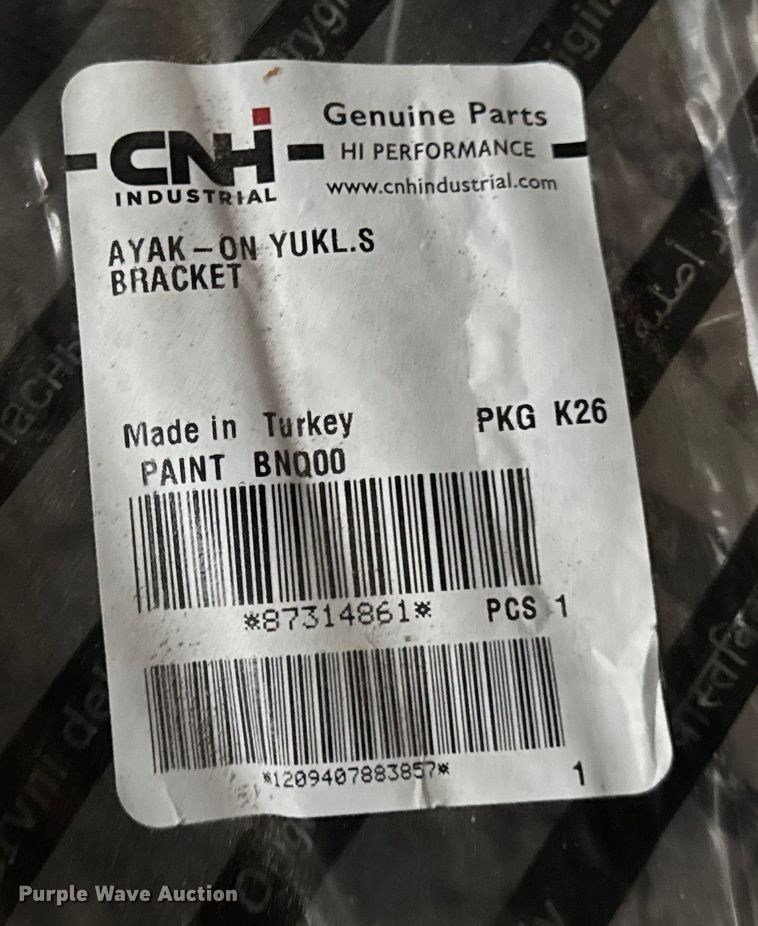 CNH
INDUSTRIAL
Genuine Parts
HI PERFORMANCE
www.cnhindustrial.com
AYAK-ON YUKL.S
BRACKET
Made in Turkey
PKG K26
PAINT BNQ00
*87314861*
PCS 1
*1209407883857*
1
Purple Wave Auction